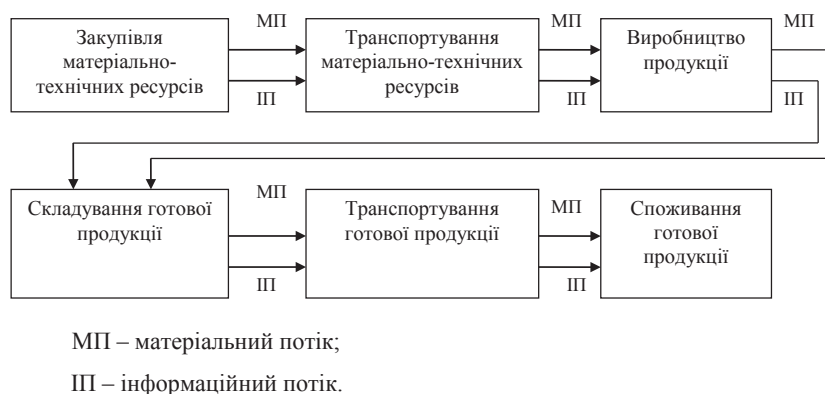 МП
МП
МП
Закупівля
матеріально-
технічних ресурсів
Транспортування
матеріально-технічних
ресурсів
Виробництво
продукції
ІП
ІП
ІП
МП
МП
Складування готової
продукції
Транспортування
готової продукції
Споживання
готової
продукції
ІП
ІП
МП – матеріальний потік;
ІП – інформаційний потік.